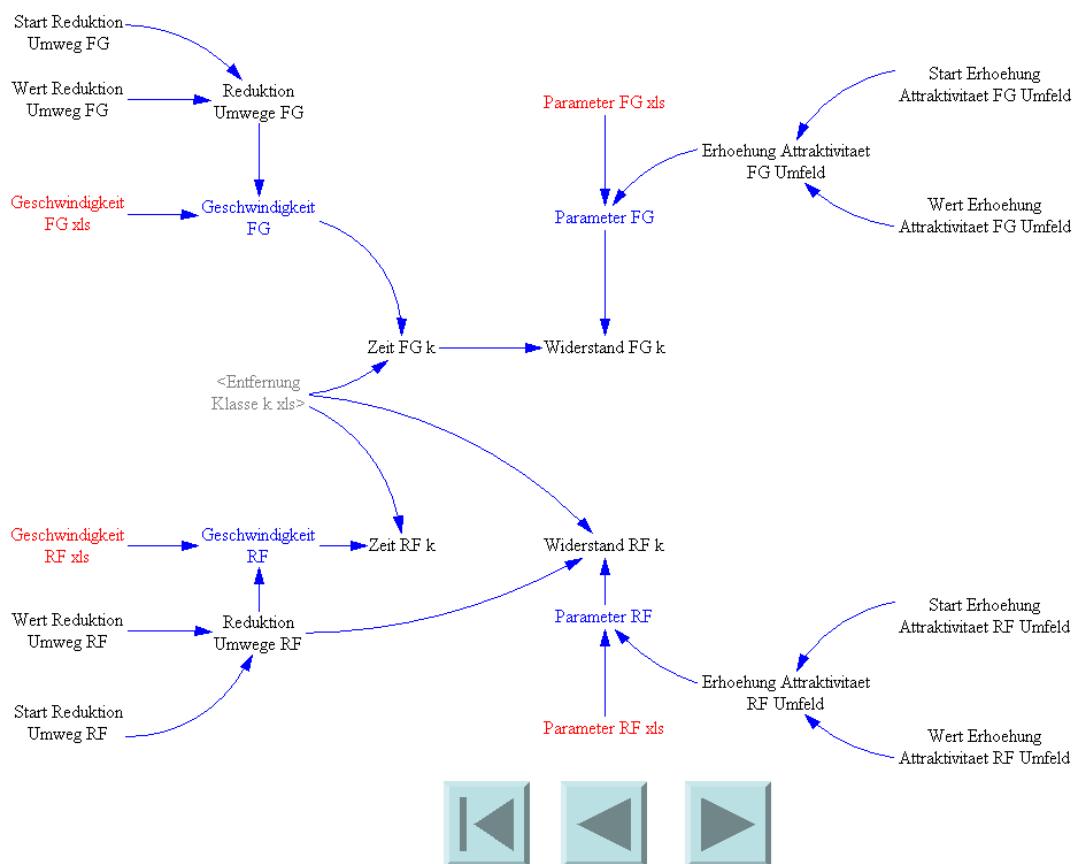 Start Reduktion
Umweg FG
Wert Reduktion
Umweg FG
Reduktion
Umwege FG
Parameter FG xls
Start Erhoehung
Attraktivitaet FG Umfeld
Erhoehung Attraktivitaet
FG Umfeld
Geschwindigkeit
FG xls
Geschwindigkeit
FG
Parameter FG
Wert Erhoehung
Attraktivitaet FG Umfeld
Zeit FG k
Widerstand FG k
<Entfernung
Klasse k xls>
Geschwindigkeit
RF xls
Geschwindigkeit
RF
Zeit RF k
Widerstand RF k
Wert Reduktion
Umweg RF
Reduktion
Umwege RF
Parameter RF
Start Erhoehung
Attraktivitaet RF Umfeld
Erhoehung Attraktivitaet
RF Umfeld
Start Reduktion
Umweg RF
Parameter RF xls
Wert Erhoehung
Attraktivitaet RF Umfeld